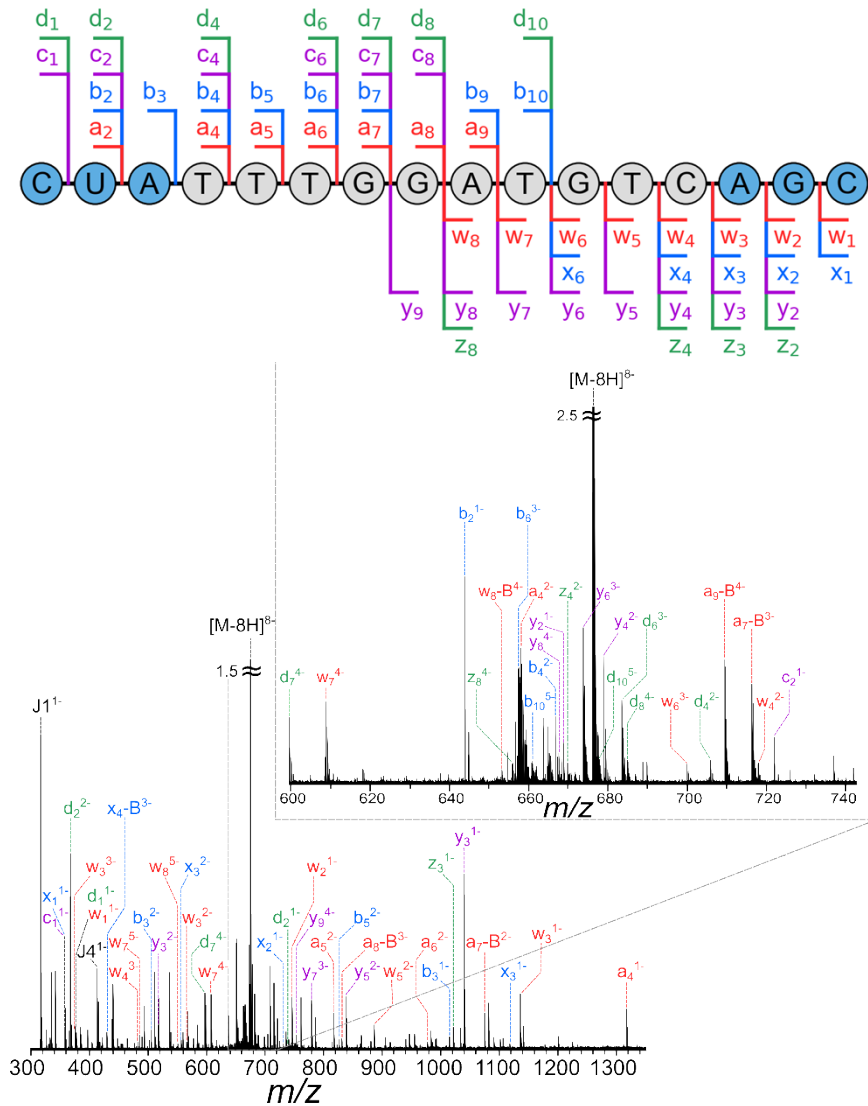 d1 d2 d4 d6 d7 d8 d10
c1 c2 c4 c6 c7 c8
b2 b3 b4 b5 b6 b7 b9 b10
a2 a4 a5 a6 a7 a8 a9
C U A T T T G G A T G T C A G C
w8 w7 w6 w5 w4 w3 w2 w1
x6 x4 x3 x2 x1
y9 y8 y7 y6 y5 y4 y3 y2
z8 z4 z3 z2
[M-8H]8-
2.5
b2 1-
b6 3-
w8-B4-
a4 2-
z4 2-
y6 3-
a9-B4-
a7-B3-
y2 1-
y4 2-
d6 3-
y8 4-
d7 4-
w7 4-
z8 4-
b4 2-
d10 5-
b10 5-
d8 4-
w6 3-
d4 2-
w4 2-
c2 1-
600 620 640 660 680 700 720 740
m/z
[M-8H]8-
1.5
J1 1-
d2 2-
x4-B3-
w3 3-
w8 5-
x3 2-
x1 1-
d1 1-
c1 1-
w1 1-
J4 1-
b3 2-
w3 2-
w7 5-
y3 2-
d7 4-
w4 3-
w7 4-
w2 1-
d2 1-
y9 4-
b5 2-
x2 1-
a5 2-
a8-B3-
a6 2-
y7 3-
y5 2-
w5 2-
y3 1-
z3 1-
a7-B2-
w3 1-
b3 1-
x3 1-
a4 1-
300 400 500 600 700 800 900 1000 1100 1200 1300
m/z